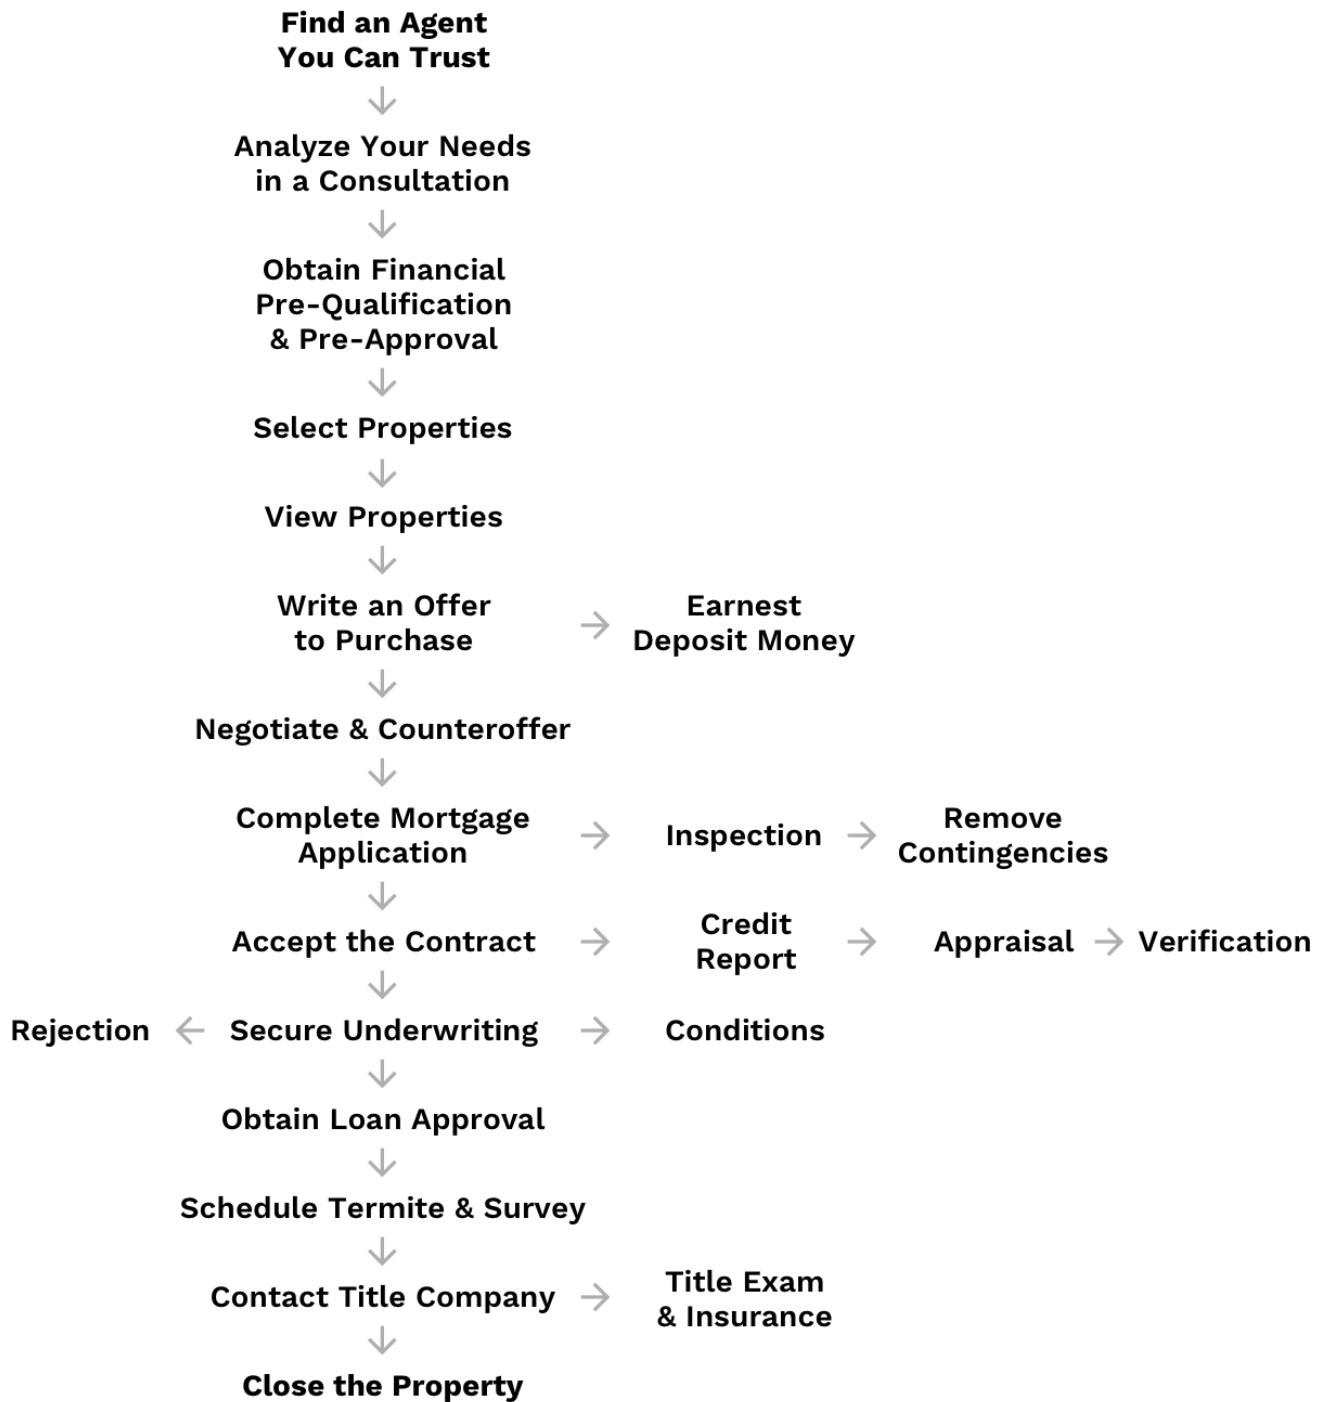 Find an Agent
You Can Trust
Analyze Your Needs
in a Consultation
Obtain Financial
Pre-Qualification
& Pre-Approval
Select Properties
View Properties
Write an Offer
to Purchase
Earnest
Deposit Money
Negotiate & Counteroffer
Complete Mortgage
Application
Inspection
Remove
Contingencies
Accept the Contract
Credit
Report
Appraisal
Verification
Rejection
Secure Underwriting
Conditions
Obtain Loan Approval
Schedule Termite & Survey
Contact Title Company
Title Exam
& Insurance
Close the Property